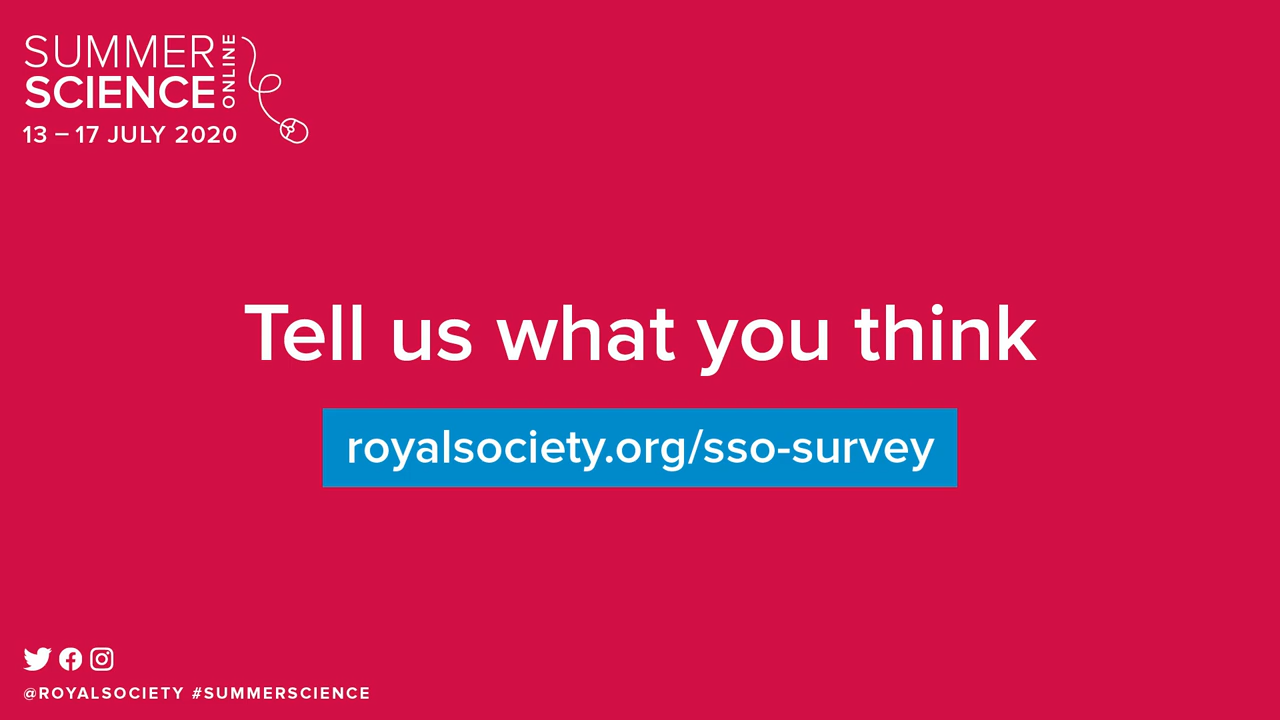 SUMMER
SCIENCE
ONLINE
13 – 17 JULY 2020
Tell us what you think
royalsociety.org/sso-survey
@ROYALSOCIETY #SUMMERSCIENCE